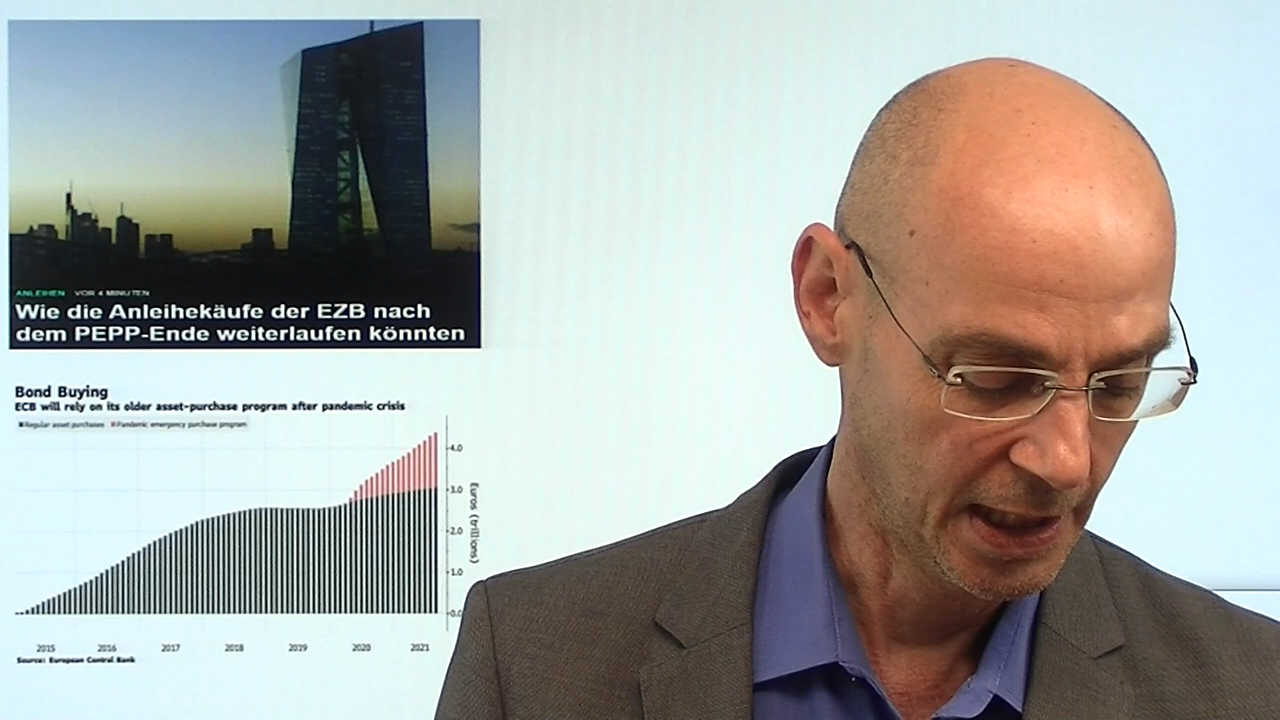 ANLEIHEN VOR 4 MINUTEN
Wie die Anleihekäufe der EZB nach
dem PEPP-Ende weiterlaufen könnten
Bond Buying
ECB will rely on its older asset-purchase program after pandemic crisis
Regular asset purchases Pandemic emergency purchase program
4.0
3.0
2.0
1.0
0.0
Euros (trillions)
2015 2016 2017 2018 2019 2020 2021
Source: European Central Bank